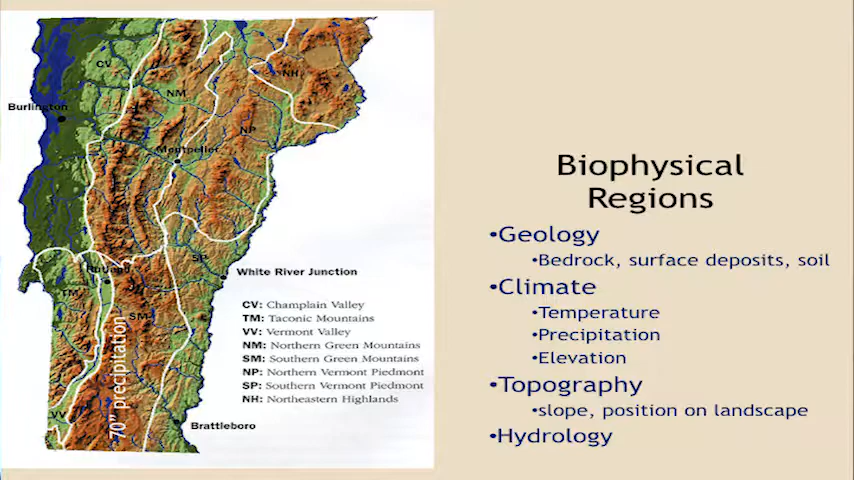 CV
NH
NM
Burlington
NP
Montpelier
SP
Rutland
White River Junction
TM
SM
70" precipitation
VV
Brattleboro
CV: Champlain Valley
TM: Taconic Mountains
VV: Vermont Valley
NM: Northern Green Mountains
SM: Southern Green Mountains
NP: Northern Vermont Piedmont
SP: Southern Vermont Piedmont
NH: Northeastern Highlands
Biophysical
Regions
•Geology
•Bedrock, surface deposits, soil
•Climate
•Temperature
•Precipitation
•Elevation
•Topography
•slope, position on landscape
•Hydrology